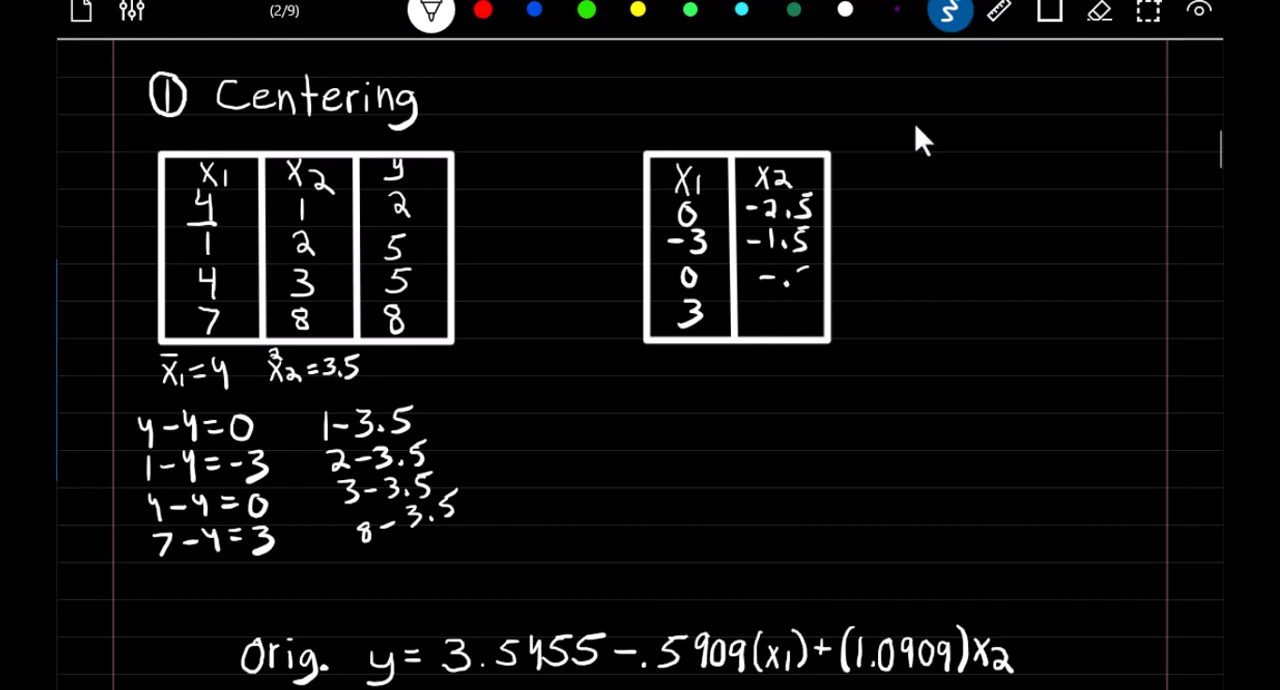 (2/9)
① Centering
x1 x2 y
4 1 2
1 2 5
4 3 5
7 8 8
x̄1=4 x̄2=3.5
x1 x2
0 -2.5
-3 -1.5
0 -.
3
4-4=0 1-3.5
1-4=-3 2-3.5
4-4=0 3-3.5
7-4=3 8-3.5
Orig. y= 3.5455-.5909(x1)+(1.0909)x2